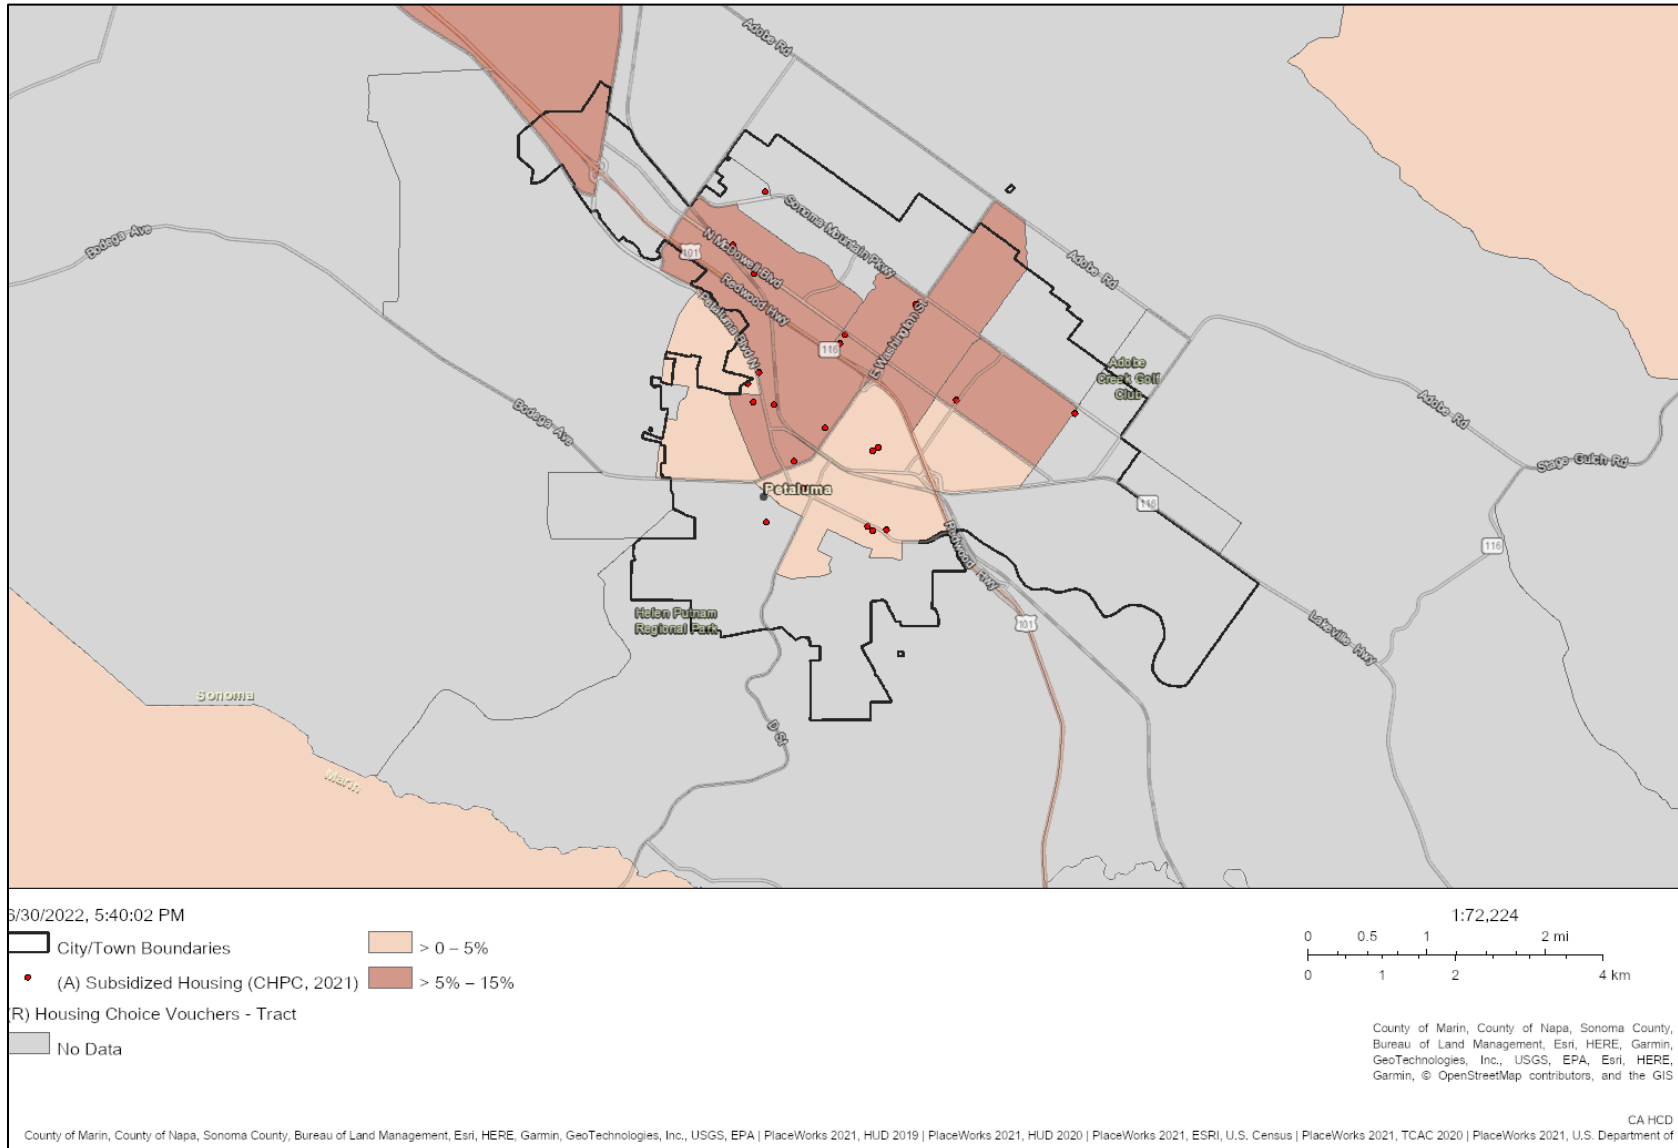 Adobe Rd
Bodega Ave
Sonoma Mountain Pkwy
N McDowell Blvd
101
Redwood Hwy
Petaluma Blvd N
116
E Washington St
Adobe Rd
Adobe
Creek Golf
Club
Bodega Ave
Adobe Rd
Stage Gulch Rd
Petaluma
116
116
Redwood Hwy
Helen Putnam
Regional Park
101
Lakeville Hwy
Sonoma
D St
Marin
6/30/2022, 5:40:02 PM
City/Town Boundaries
> 0 – 5%
(A) Subsidized Housing (CHPC, 2021)
> 5% – 15%
(R) Housing Choice Vouchers - Tract
No Data
1:72,224
0 0.5 1 2 mi
0 1 2 4 km
County of Marin, County of Napa, Sonoma County,
Bureau of Land Management, Esri, HERE, Garmin,
GeoTechnologies, Inc., USGS, EPA, Esri, HERE,
Garmin, © OpenStreetMap contributors, and the GIS
CA HCD
County of Marin, County of Napa, Sonoma County, Bureau of Land Management, Esri, HERE, Garmin, GeoTechnologies, Inc., USGS, EPA | PlaceWorks 2021, HUD 2019 | PlaceWorks 2021, HUD 2020 | PlaceWorks 2021, ESRI, U.S. Census | PlaceWorks 2021, TCAC 2020 | PlaceWorks 2021, U.S. Department of